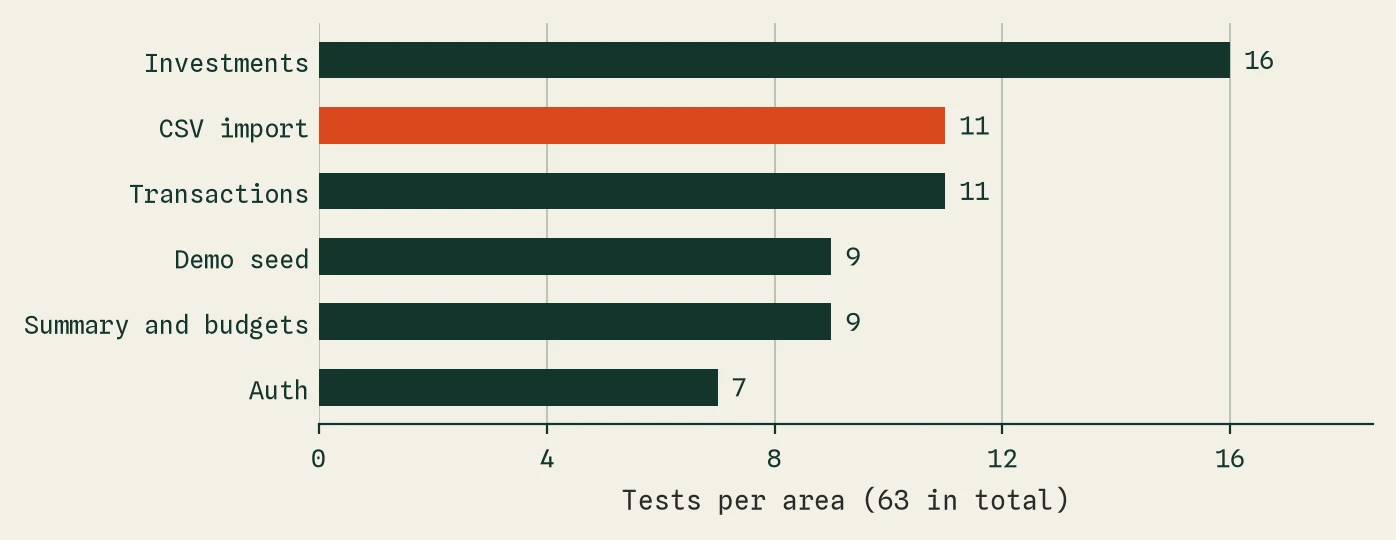 Investments 16
CSV import 11
Transactions 11
Demo seed 9
Summary and budgets 9
Auth 7
0 4 8 12 16
Tests per area (63 in total)